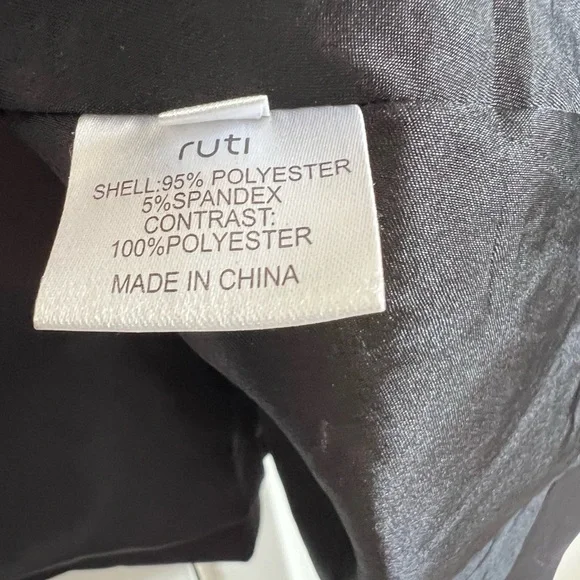 ruti
SHELL:95% POLYESTER
5%SPANDEX
CONTRAST:
100%POLYESTER
MADE IN CHINA